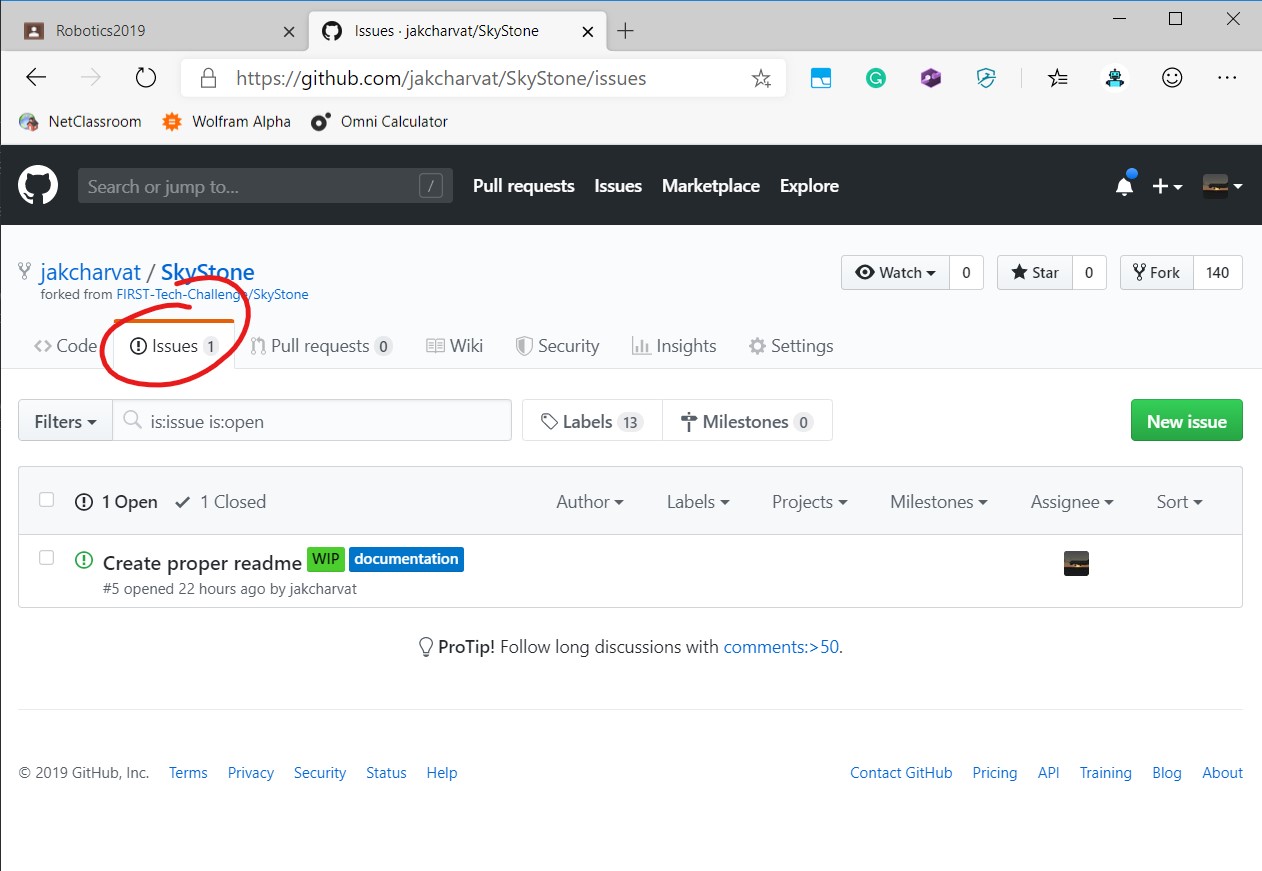 Robotics2019
Issues · jakcharvat/SkyStone
https://github.com/jakcharvat/SkyStone/issues
NetClassroom Wolfram Alpha Omni Calculator
Search or jump to... / Pull requests Issues Marketplace Explore
jakcharvat / SkyStone
Watch 0 Star 0 Fork 140
forked from FIRST-Tech-Challenge/SkyStone
Code Issues 1 Pull requests 0 Wiki Security Insights Settings
Filters is:issue is:open Labels 13 Milestones 0 New issue
1 Open 1 Closed Author Labels Projects Milestones Assignee Sort
Create proper readme WIP documentation
#5 opened 22 hours ago by jakcharvat
ProTip! Follow long discussions with comments:>50.
© 2019 GitHub, Inc. Terms Privacy Security Status Help Contact GitHub Pricing API Training Blog About